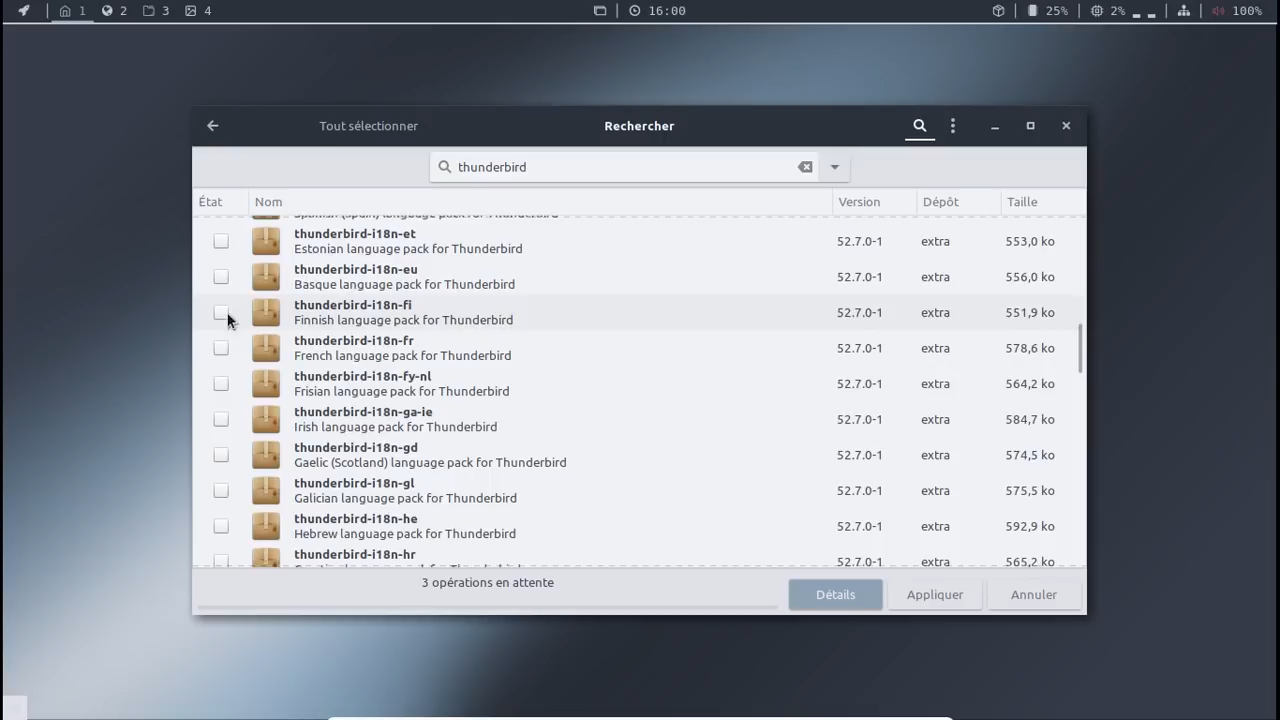 1 2 3 4 16:00 25% 2% 100%
Tout sélectionner Rechercher
thunderbird
État Nom Version Dépôt Taille
Spanish (Spain) language pack for Thunderbird
thunderbird-i18n-et
Estonian language pack for Thunderbird 52.7.0-1 extra 553,0 ko
thunderbird-i18n-eu
Basque language pack for Thunderbird 52.7.0-1 extra 556,0 ko
thunderbird-i18n-fi
Finnish language pack for Thunderbird 52.7.0-1 extra 551,9 ko
thunderbird-i18n-fr
French language pack for Thunderbird 52.7.0-1 extra 578,6 ko
thunderbird-i18n-fy-nl
Frisian language pack for Thunderbird 52.7.0-1 extra 564,2 ko
thunderbird-i18n-ga-ie
Irish language pack for Thunderbird 52.7.0-1 extra 584,7 ko
thunderbird-i18n-gd
Gaelic (Scotland) language pack for Thunderbird 52.7.0-1 extra 574,5 ko
thunderbird-i18n-gl
Galician language pack for Thunderbird 52.7.0-1 extra 575,5 ko
thunderbird-i18n-he
Hebrew language pack for Thunderbird 52.7.0-1 extra 592,9 ko
thunderbird-i18n-hr 52.7.0-1 extra 565,2 ko
3 opérations en attente
Détails Appliquer Annuler